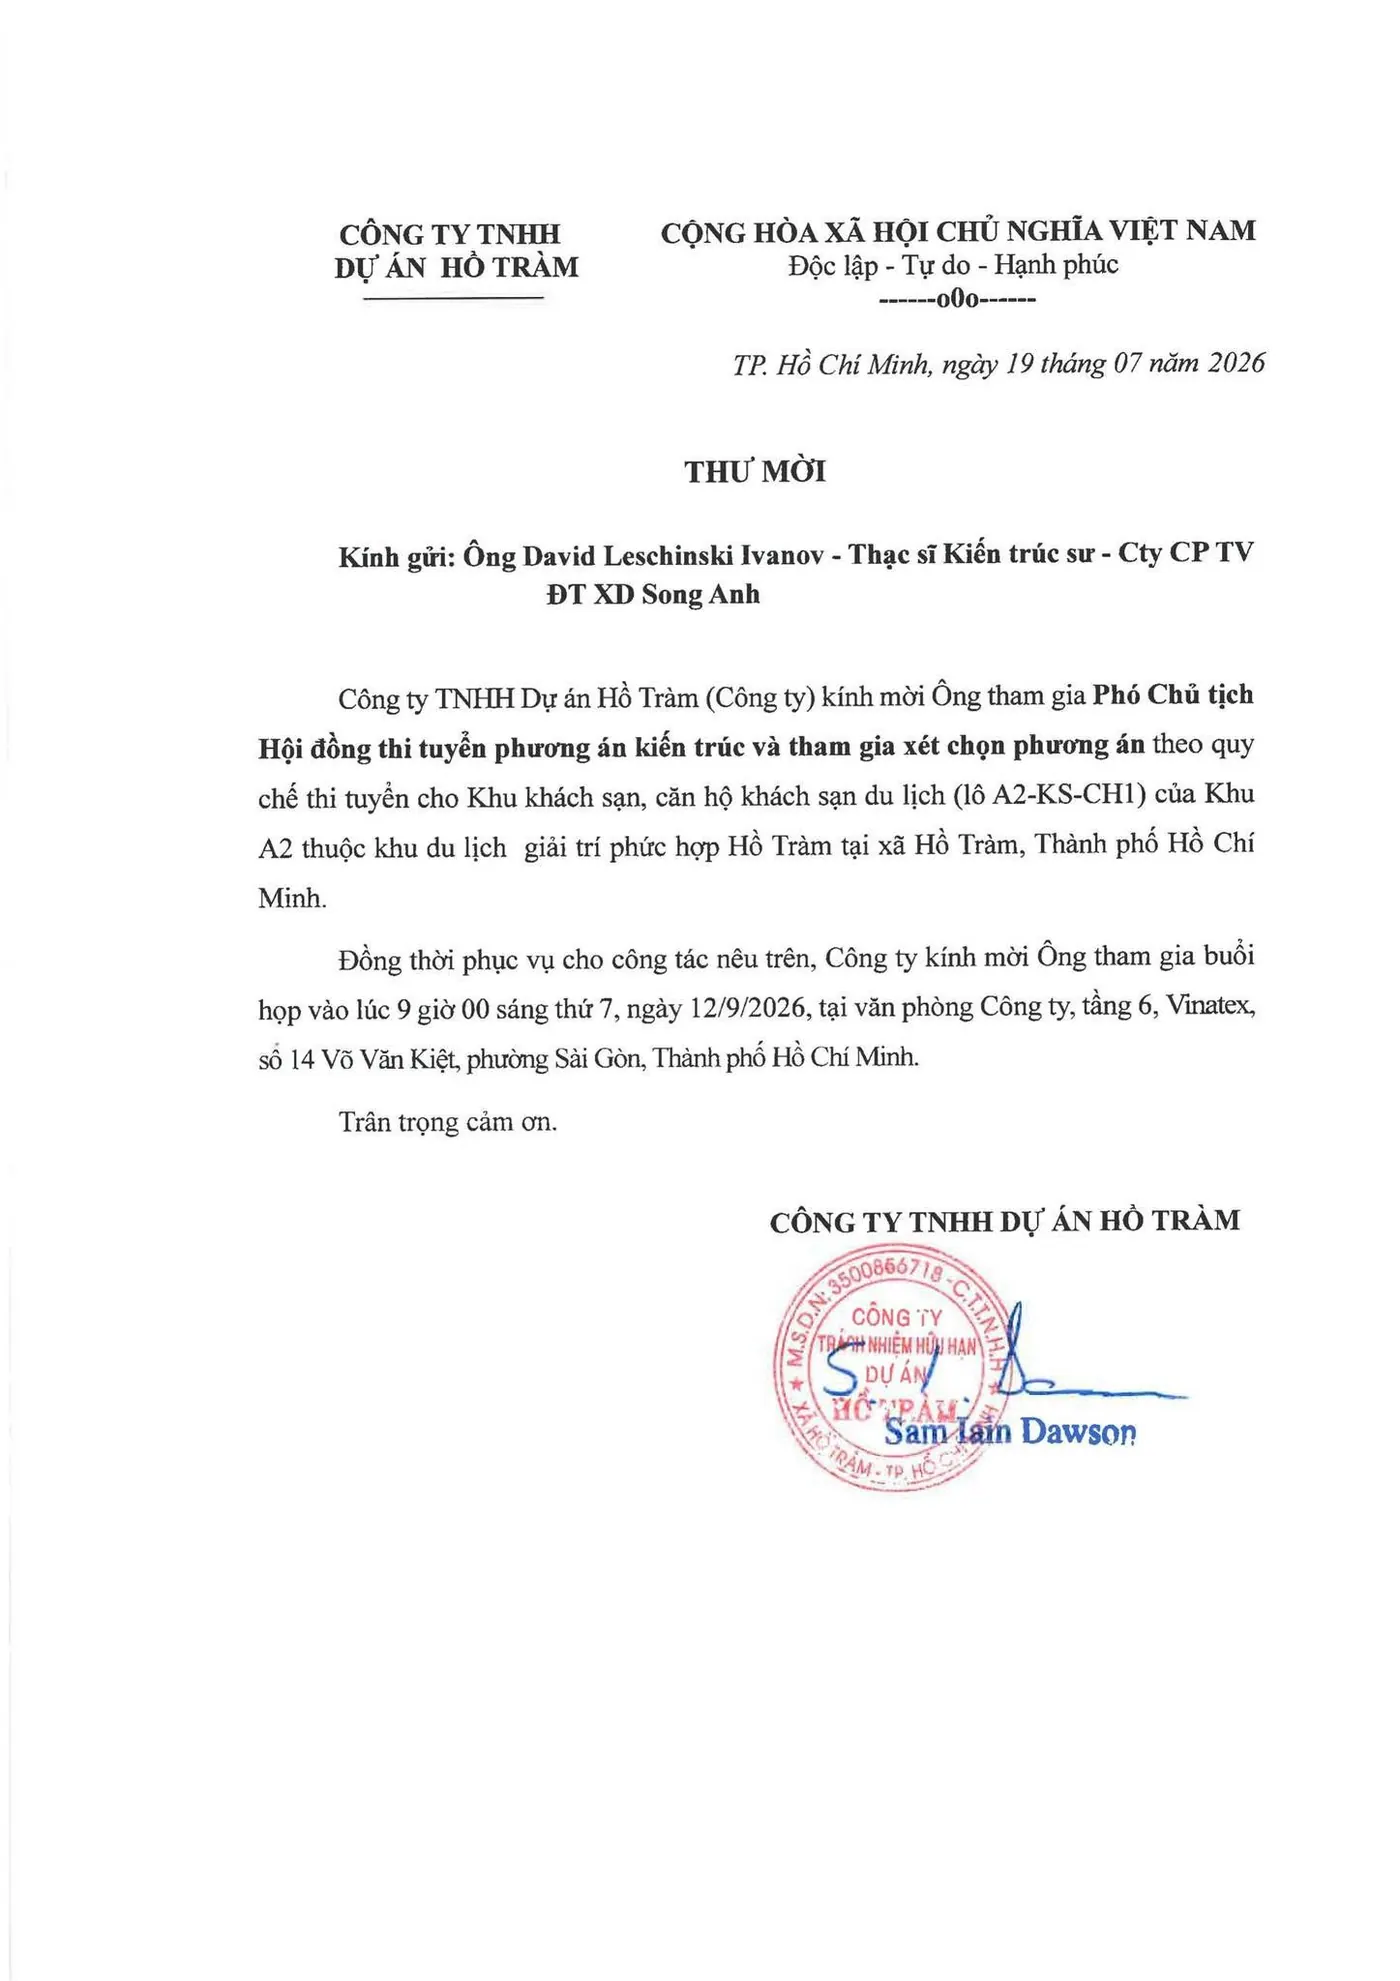 CÔNG TY TNHH
DỰ ÁN HỒ TRÀM
CỘNG HÒA XÃ HỘI CHỦ NGHĨA VIỆT NAM
Độc lập - Tự do - Hạnh phúc
------o0o------
TP. Hồ Chí Minh, ngày 19 tháng 07 năm 2026
THƯ MỜI
Kính gửi: Ông David Leschinski Ivanov - Thạc sĩ Kiến trúc sư - Cty CP TV
ĐT XD Song Anh
Công ty TNHH Dự án Hồ Tràm (Công ty) kính mời Ông tham gia Phó Chủ tịch
Hội đồng thi tuyển phương án kiến trúc và tham gia xét chọn phương án theo quy
chế thi tuyển cho Khu khách sạn, căn hộ khách sạn du lịch (lô A2-KS-CH1) của Khu
A2 thuộc khu du lịch giải trí phức hợp Hồ Tràm tại xã Hồ Tràm, Thành phố Hồ Chí
Minh.
Đồng thời phục vụ cho công tác nêu trên, Công ty kính mời Ông tham gia buổi
họp vào lúc 9 giờ 00 sáng thứ 7, ngày 12/9/2026, tại văn phòng Công ty, tầng 6, Vinatex,
số 14 Võ Văn Kiệt, phường Sài Gòn, Thành phố Hồ Chí Minh.
Trân trọng cảm ơn.
CÔNG TY TNHH DỰ ÁN HỒ TRÀM
M.S.D.N: 3500856718 - C.T.T.N.H.H
CÔNG TY
TRÁCH NHIỆM HỮU HẠN
DỰ ÁN
HỒ TRÀM
XÃ HỒ TRÀM - TP. HỒ CHÍ MINH
Sam Iain Dawson